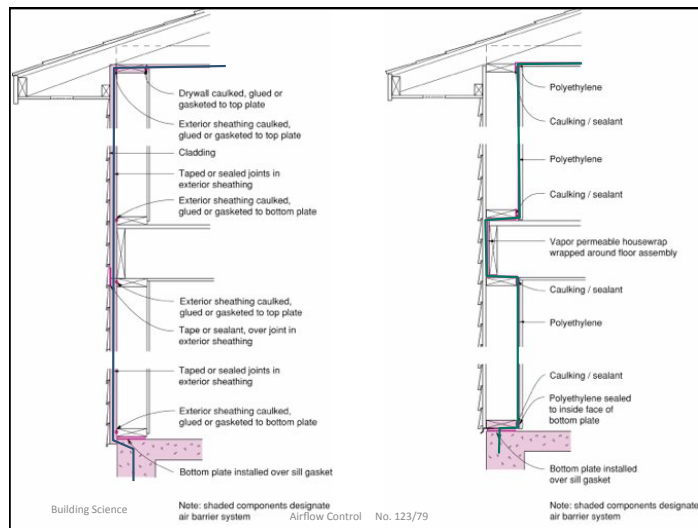 Drywall caulked, glued or
gasketed to top plate
Exterior sheathing caulked,
glued or gasketed to top plate
Cladding
Taped or sealed joints in
exterior sheathing
Exterior sheathing caulked,
glued or gasketed to bottom plate
Exterior sheathing caulked,
glued or gasketed to top plate
Tape or sealant, over joint in
exterior sheathing
Taped or sealed joints in
exterior sheathing
Exterior sheathing caulked,
glued or gasketed to bottom plate
Bottom plate installed over sill gasket
Note: shaded components designate
air barrier system
Polyethylene
Caulking / sealant
Polyethylene
Caulking / sealant
Vapor permeable housewrap
wrapped around floor assembly
Caulking / sealant
Polyethylene
Caulking / sealant
Polyethylene sealed
to inside face of
bottom plate
Bottom plate installed
over sill gasket
Note: shaded components designate
air barrier system
Building Science
Airflow Control No. 123/79